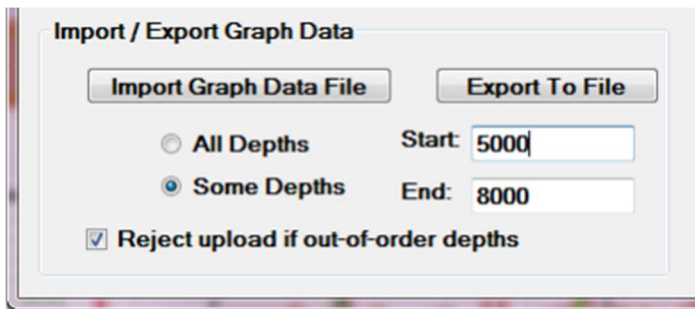 Import / Export Graph Data
Import Graph Data File Export To File
All Depths Start: 5000
Some Depths End: 8000
Reject upload if out-of-order depths